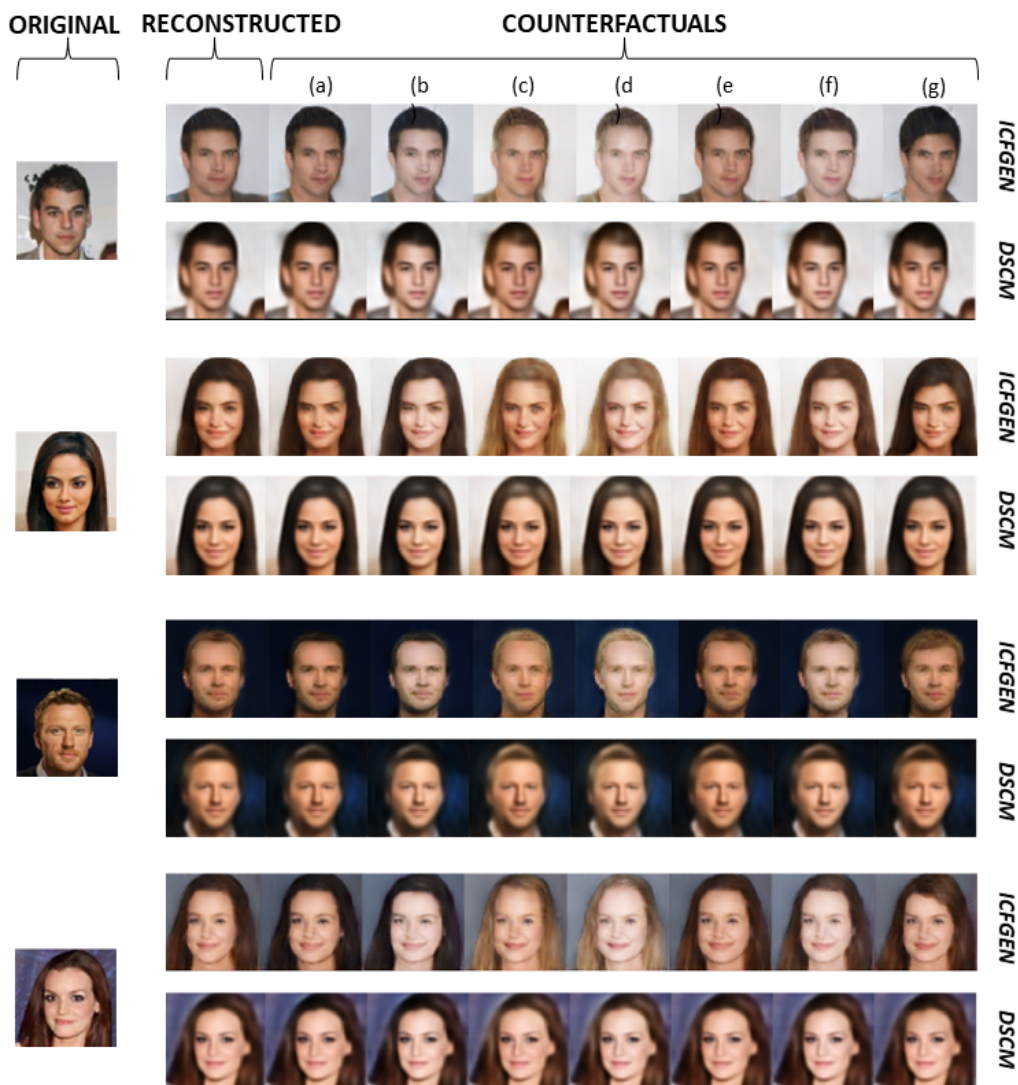 ORIGINAL RECONSTRUCTED COUNTERFACTUALS
(a) (b (c) (d (e) (f) (g)
ICFGEN
DSCM
ICFGEN
DSCM
ICFGEN
DSCM
ICFGEN
DSCM